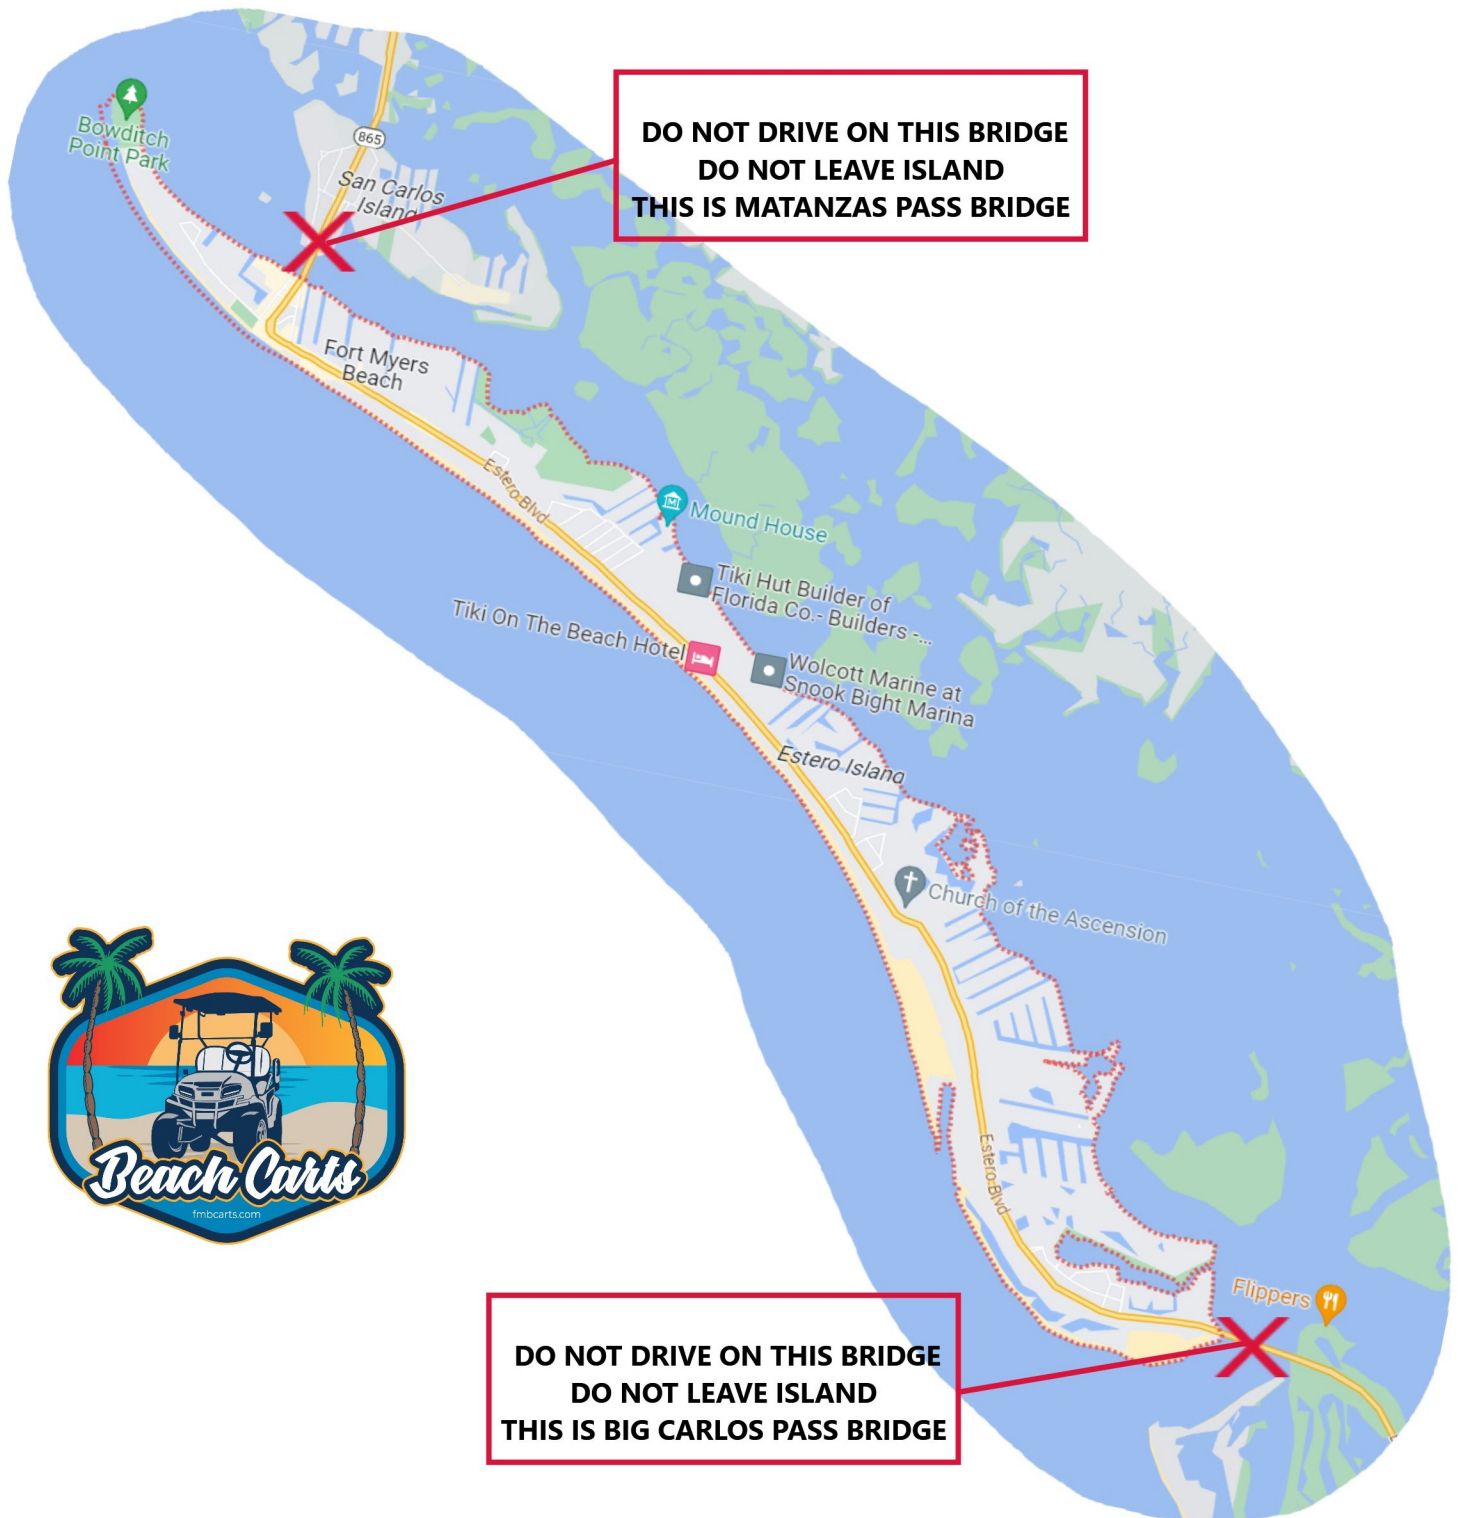 DO NOT DRIVE ON THIS BRIDGE
DO NOT LEAVE ISLAND
THIS IS MATANZAS PASS BRIDGE
Bowditch
Point Park
865
San Carlos
Island
Fort Myers
Beach
Estero Blvd
Mound House
Tiki Hut Builder of
Florida Co.- Builders -...
Tiki On The Beach Hotel
Wolcott Marine at
Snook Bight Marina
Estero Island
Church of the Ascension
Beach Carts
fmbcarts.com
Estero Blvd
Flippers
DO NOT DRIVE ON THIS BRIDGE
DO NOT LEAVE ISLAND
THIS IS BIG CARLOS PASS BRIDGE